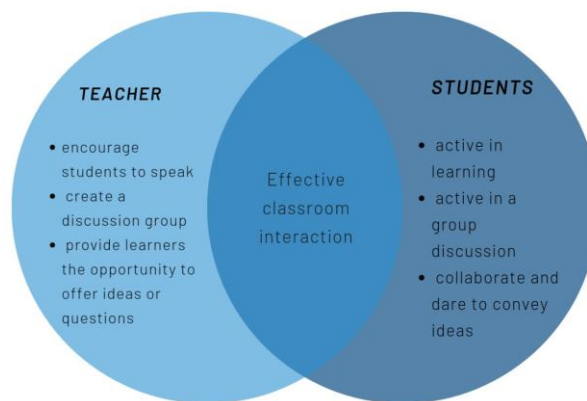 TEACHER
• encourage
students to speak
• create a
discussion group
• provide learners
the opportunity to
offer ideas or
questions
Effective
classroom
interaction
STUDENTS
• active in
learning
• active in a
group
discussion
• collaborate and
dare to convey
ideas